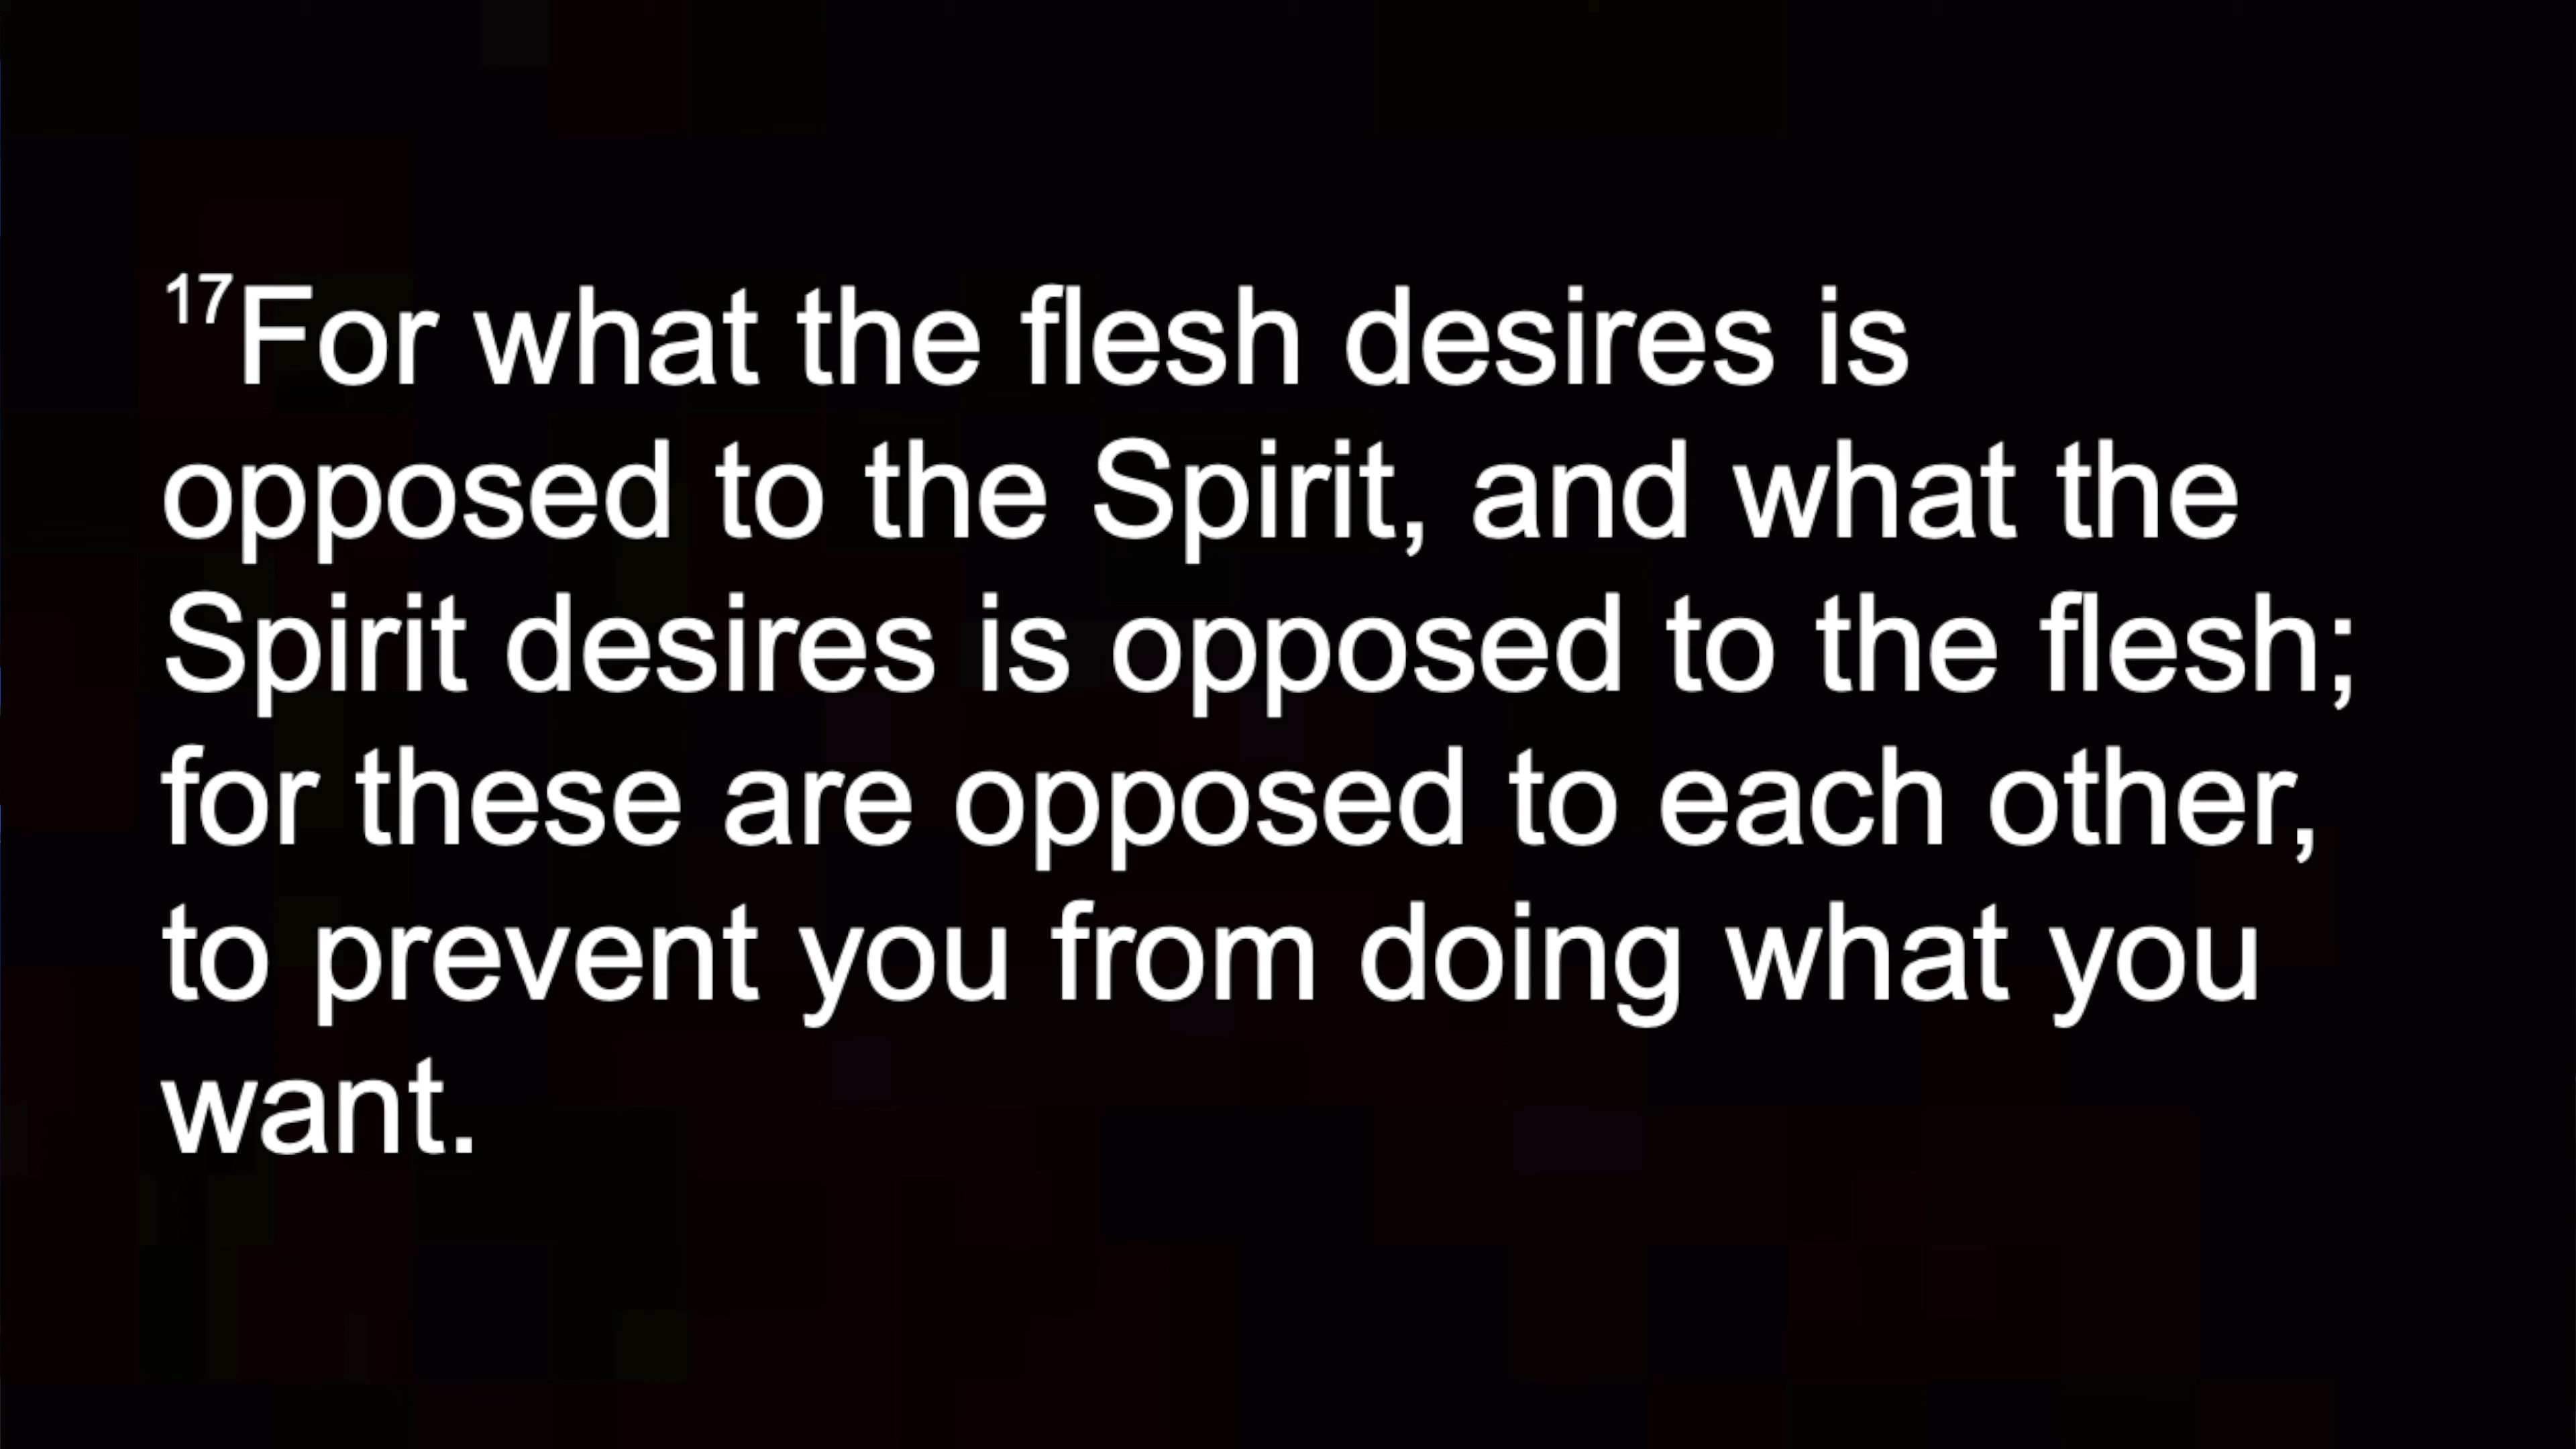 17For what the flesh desires is
opposed to the Spirit, and what the
Spirit desires is opposed to the flesh;
for these are opposed to each other,
to prevent you from doing what you
want.